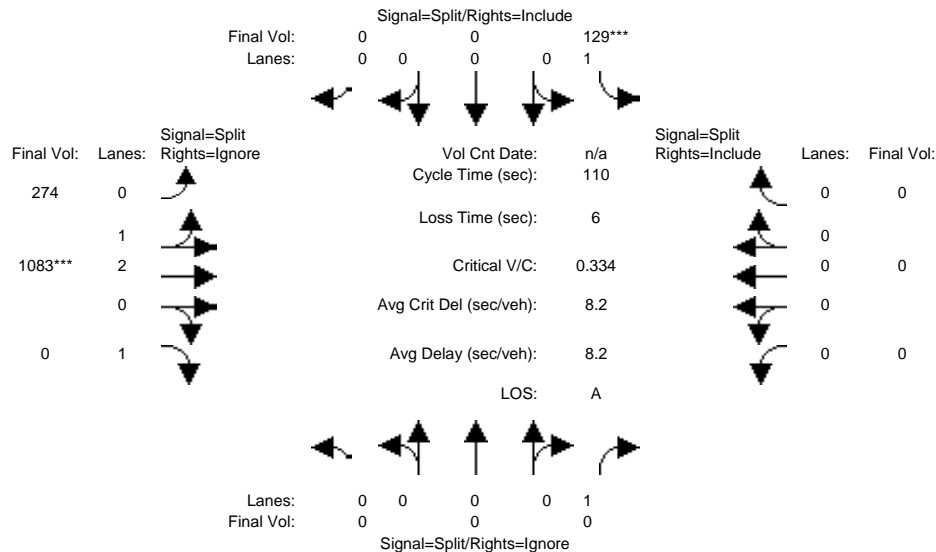 Signal=Split/Rights=Include
Final Vol: 0 0 129***
Lanes: 0 0 0 0 1
Signal=Split
Final Vol: Lanes: Rights=Ignore
Vol Cnt Date: n/a
Signal=Split
Rights=Include Lanes: Final Vol:
Cycle Time (sec): 110
274 0
0 0
Loss Time (sec): 6
1
0
1083*** 2
Critical V/C: 0.334
0 0
0
Avg Crit Del (sec/veh): 8.2
0
0 1
Avg Delay (sec/veh): 8.2
0 0
LOS: A
Lanes: 0 0 0 0 1
Final Vol: 0 0 0
Signal=Split/Rights=Ignore